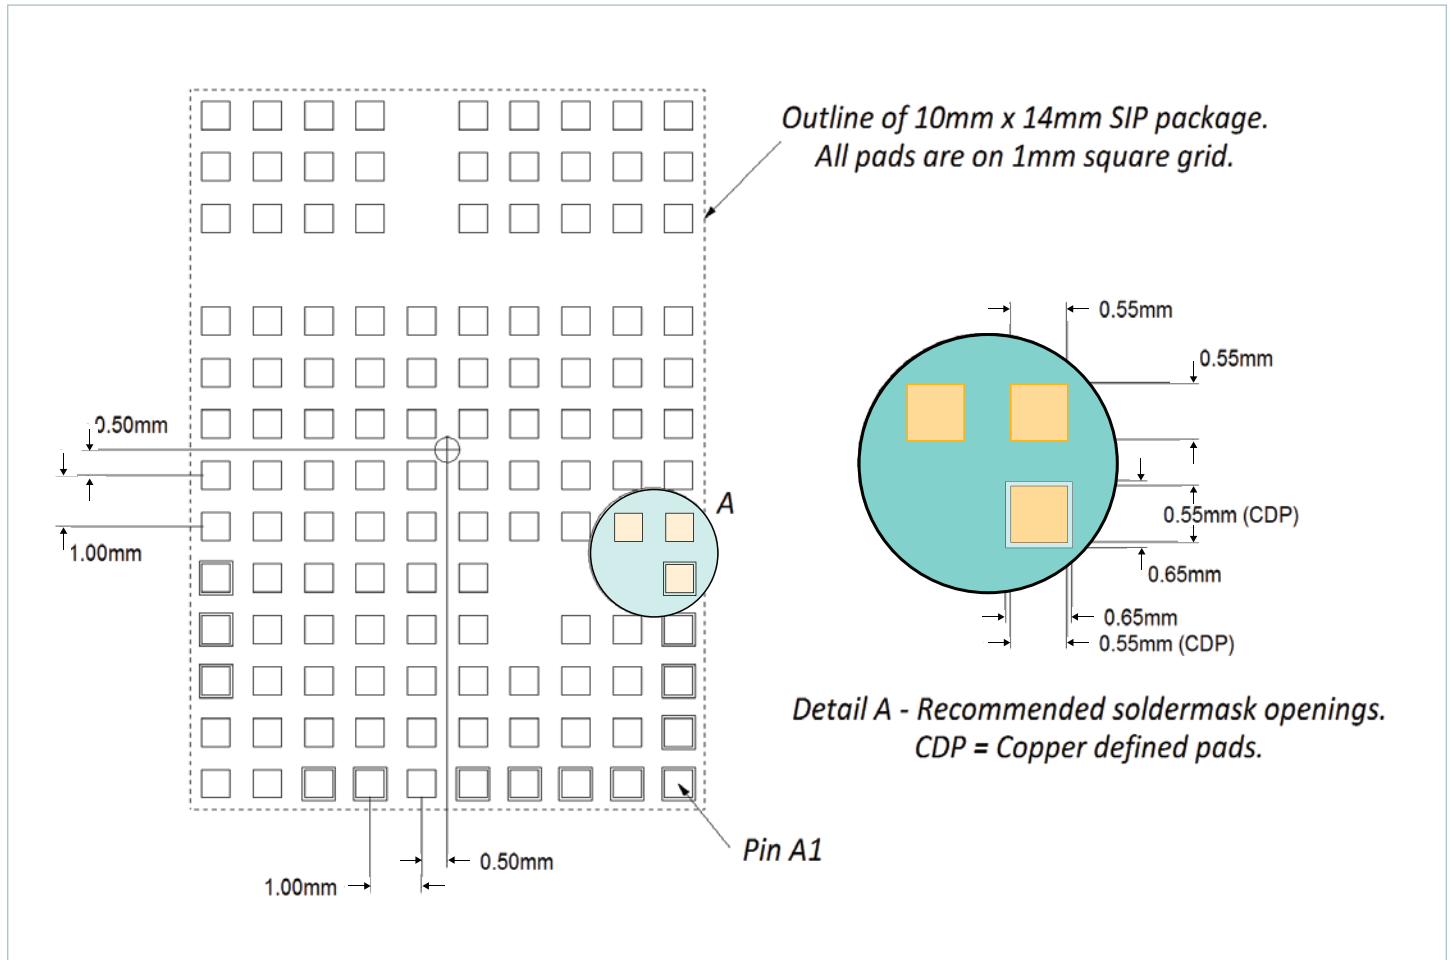 Outline of 10mm x 14mm SIP package.
All pads are on 1mm square grid.
0.55mm
0.55mm
0.50mm
A
0.55mm (CDP)
1.00mm
0.65mm
0.65mm
0.55mm (CDP)
Detail A - Recommended soldermask openings.
CDP = Copper defined pads.
Pin A1
0.50mm
1.00mm